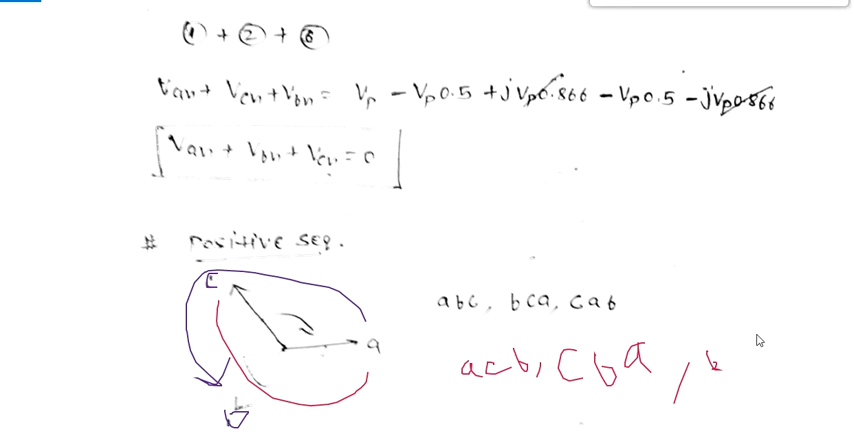 ① + ② + ③
Van + Vcn + Vbn = Vp - Vp0.5 + jVp0.866 - Vp0.5 - jVp0.866
Van + Vbn + Vcn = 0
# Positive seq.
c
a
abc, bca, cab
acb, cba, b
b